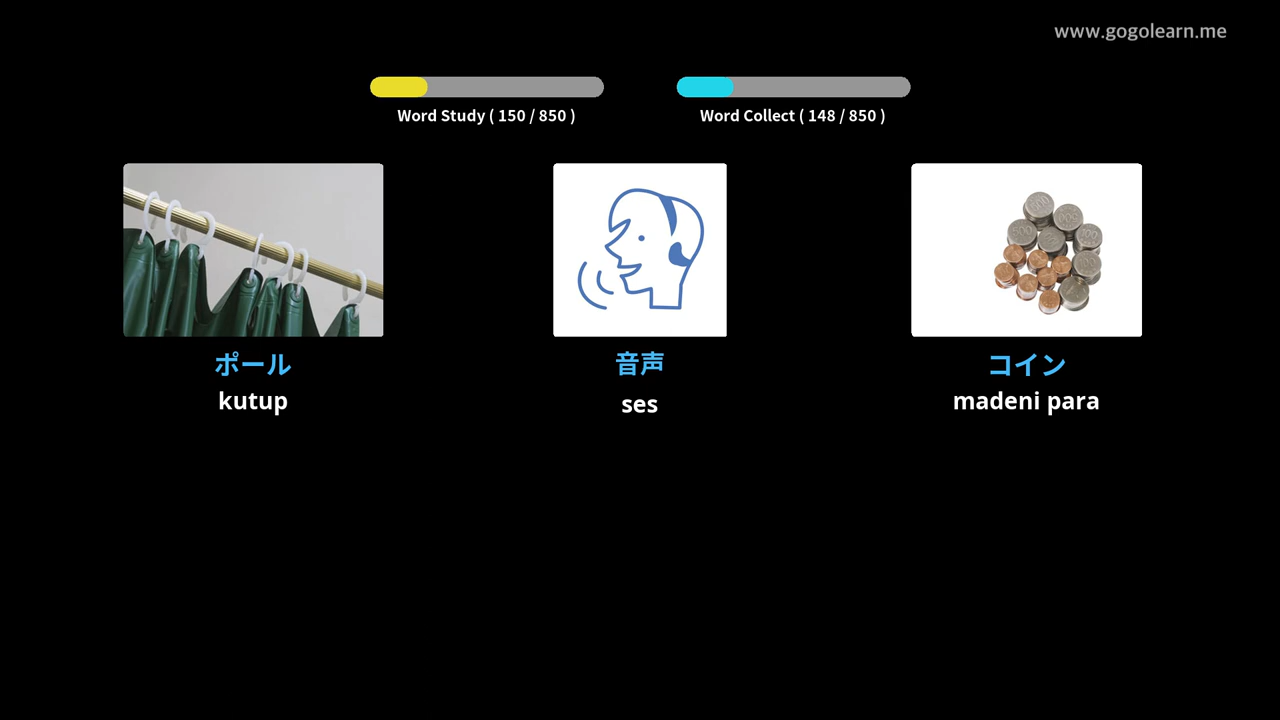 www.gogolearn.me
Word Study ( 150 / 850 )
Word Collect ( 148 / 850 )
ポール
kutup
音声
ses
コイン
madeni para